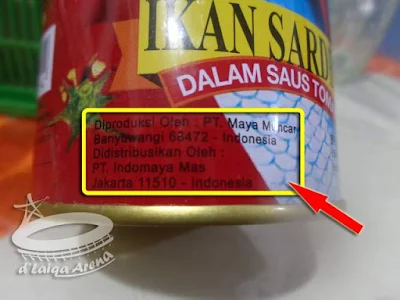 IKAN SARD
DALAM SAUS TOM
Diproduksi Oleh : PT. Maya Muncar
Banyuwangi 68472 - Indonesia
Didistribusikan Oleh :
PT. Indomaya Mas
Jakarta 11510 - Indonesia
d'Laiqa Arena